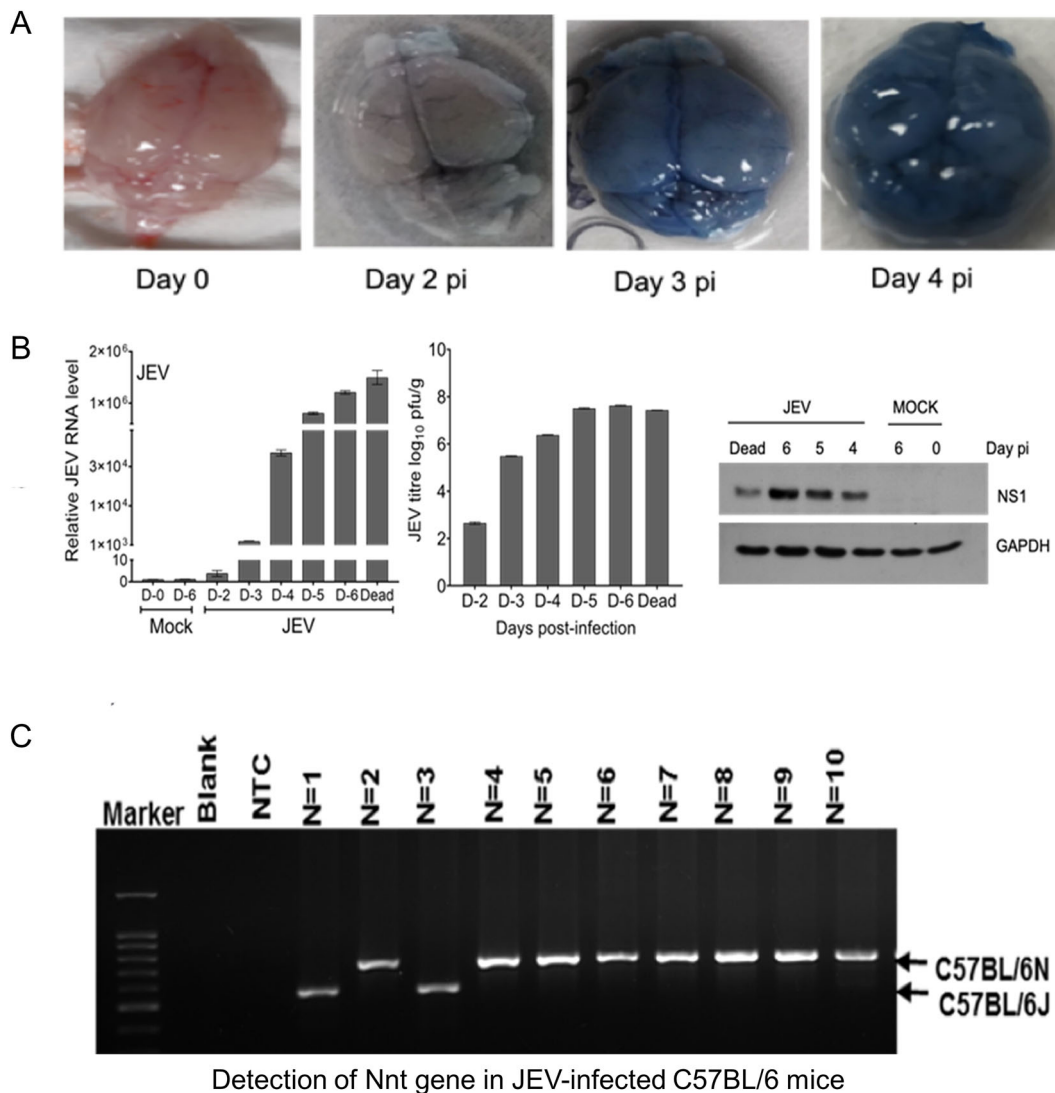 A
Day 0
Day 2 pi
Day 3 pi
Day 4 pi
B
Relative JEV RNA level
JEV
2×10⁶
1×10⁶
3×10⁴
1×10⁴
1×10³
10
0
D-0 D-6 D-2 D-3 D-4 D-5 D-6 Dead
Mock JEV
JEV titre log₁₀ pfu/g
10
8
6
4
2
0
D-2 D-3 D-4 D-5 D-6 Dead
Days post-infection
JEV MOCK
Dead 6 5 4 6 0 Day pi
NS1
GAPDH
C
Marker Blank NTC N=1 N=2 N=3 N=4 N=5 N=6 N=7 N=8 N=9 N=10
C57BL/6N
C57BL/6J
Detection of Nnt gene in JEV-infected C57BL/6 mice